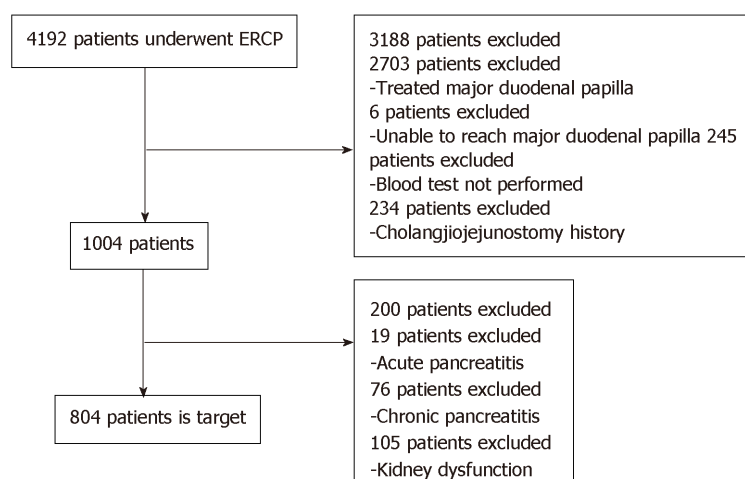 4192 patients underwent ERCP
3188 patients excluded
2703 patients excluded
-Treated major duodenal papilla
6 patients excluded
-Unable to reach major duodenal papilla 245
patients excluded
-Blood test not performed
234 patients excluded
-Cholangjiojejunostomy history
1004 patients
200 patients excluded
19 patients excluded
-Acute pancreatitis
76 patients excluded
-Chronic pancreatitis
105 patients excluded
-Kidney dysfunction
804 patients is target